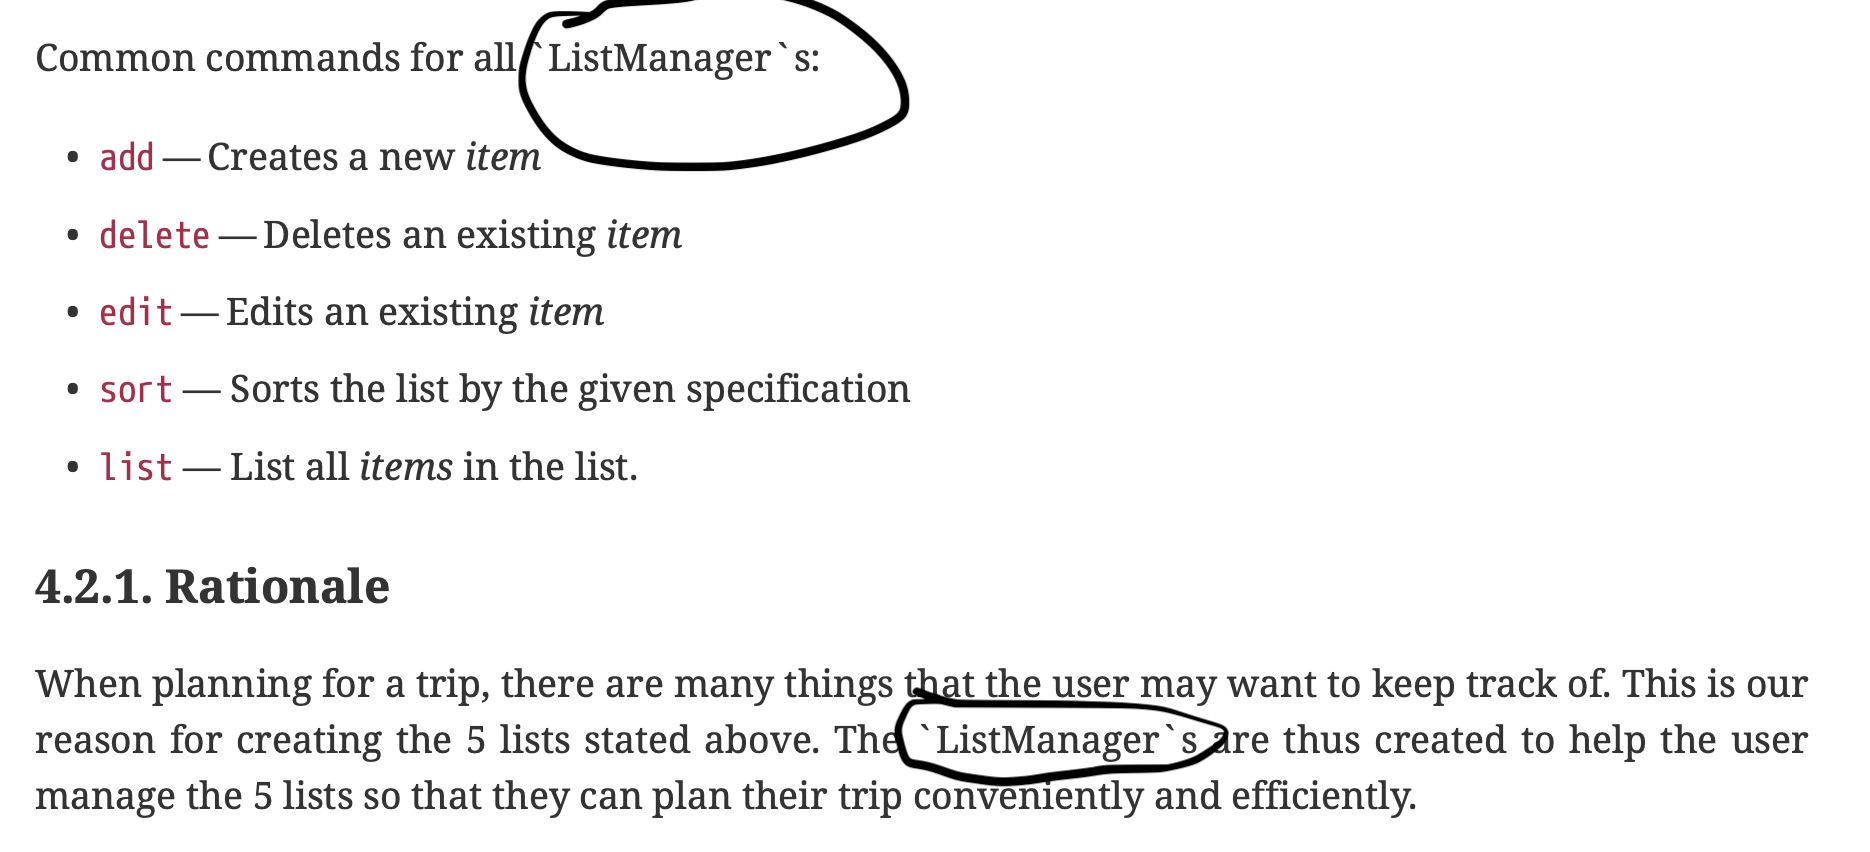 Common commands for all `ListManager`s:
• add — Creates a new item
• delete — Deletes an existing item
• edit — Edits an existing item
• sort — Sorts the list by the given specification
• list — List all items in the list.
4.2.1. Rationale
When planning for a trip, there are many things that the user may want to keep track of. This is our
reason for creating the 5 lists stated above. The `ListManager`s are thus created to help the user
manage the 5 lists so that they can plan their trip conveniently and efficiently.